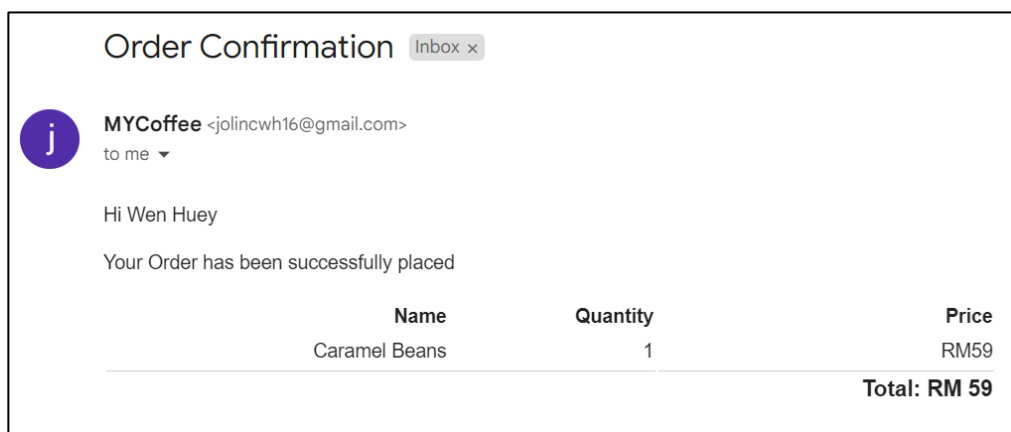 Order Confirmation Inbox ×
j
MYCoffee <jolincwh16@gmail.com>
to me
Hi Wen Huey
Your Order has been successfully placed
Name Quantity Price
Caramel Beans 1 RM59
Total: RM 59